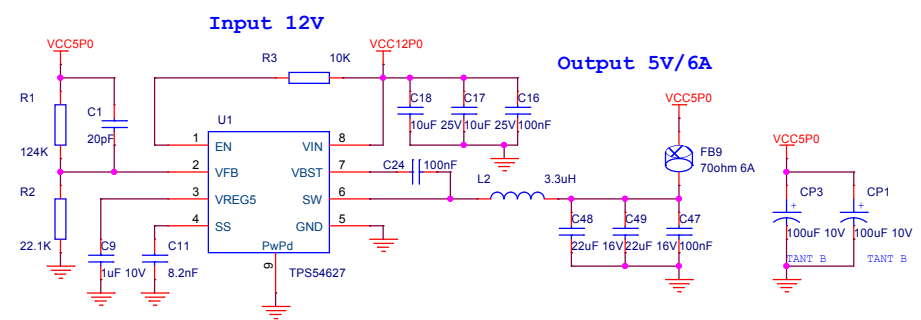 Input 12V
Output 5V/6A
VCC5P0
R1
124K
C1
20pF
R2
22.1K
C9
1uF 10V
C11
8.2nF
R3 10K
VCC12P0
U1
1 EN VIN 8
2 VFB VBST 7
3 VREG5 SW 6
4 SS GND 5
PwPd
9
TPS54627
C18 C17 C16
10uF 25V 10uF 25V 100nF
C24 100nF
L2 3.3uH
VCC5P0
FB9
70ohm 6A
C48 C49 C47
22uF 16V 22uF 16V 100nF
VCC5P0
CP3 CP1
+ +
100uF 10V 100uF 10V
TANT B TANT B